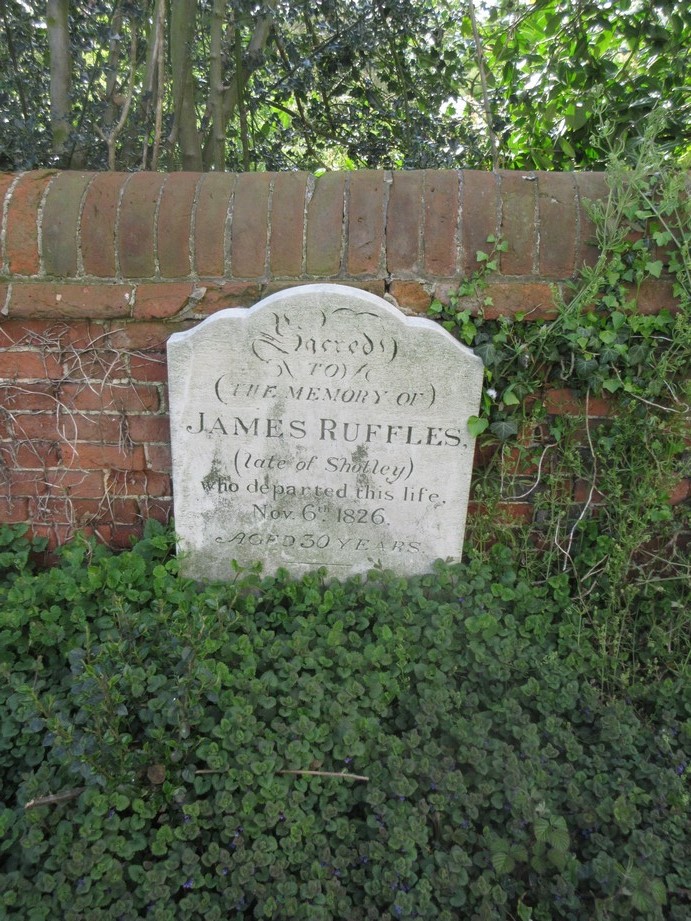 Sacred
TO
(THE MEMORY OF)
JAMES RUFFLES,
(late of Shotley)
who departed this life,
Nov. 6th 1826.
AGED 30 YEARS.